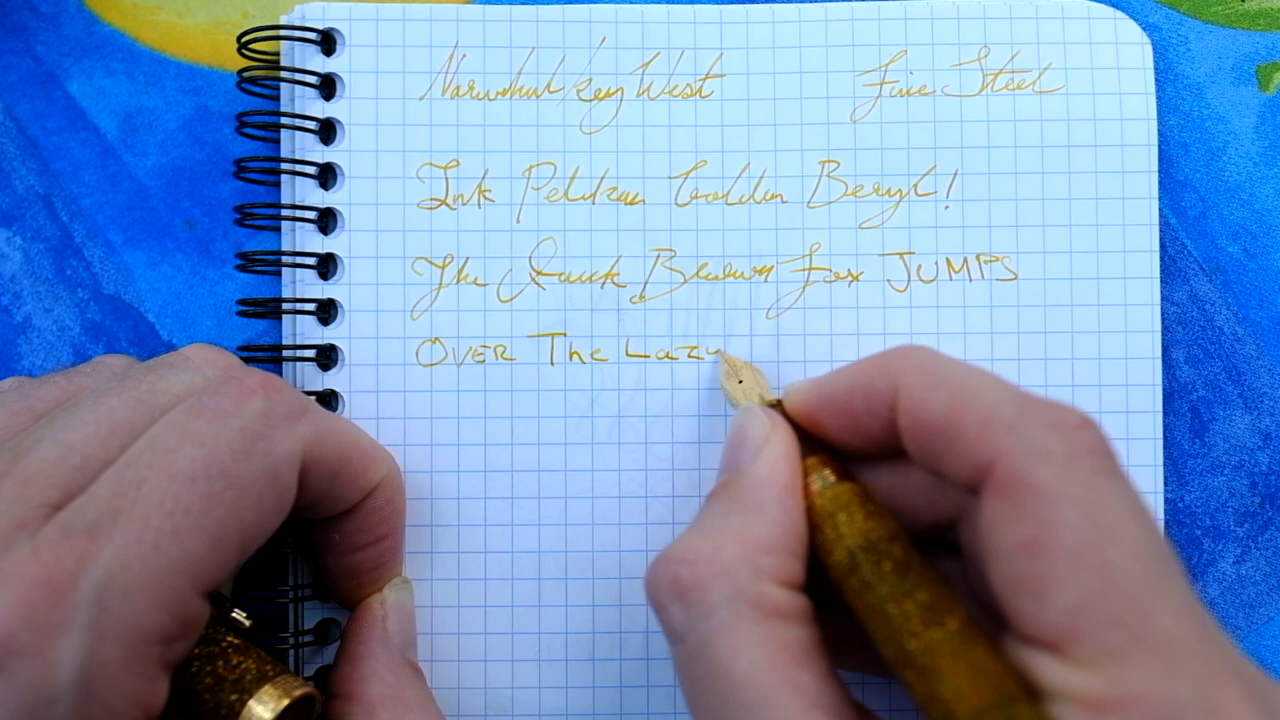 Narwhal Key West Fine Steel
Ink Pelikan Golden Beryl!
The Quick Brown Fox JUMPS
OVER The Lazy